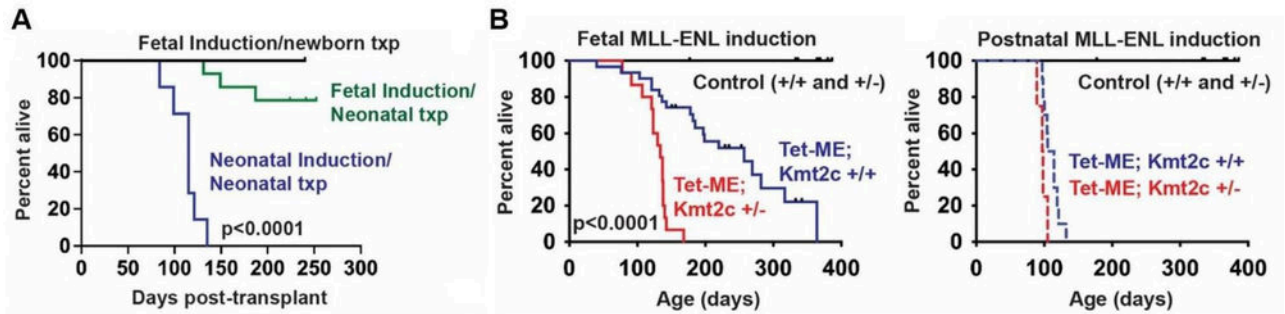 A
Fetal Induction/newborn txp
Percent alive
100
80
60
40
20
0
Fetal Induction/
Neonatal txp
Neonatal Induction/
Neonatal txp
p<0.0001
0 50 100 150 200 250 300
Days post-transplant
B
Fetal MLL-ENL induction
Percent alive
100
80
60
40
20
0
Control (+/+ and +/-)
Tet-ME;
Kmt2c +/+
Tet-ME;
Kmt2c +/-
p<0.0001
0 100 200 300 400
Age (days)
Postnatal MLL-ENL induction
Percent alive
100
80
60
40
20
0
Control (+/+ and +/-)
Tet-ME; Kmt2c +/+
Tet-ME; Kmt2c +/-
0 100 200 300 400
Age (days)